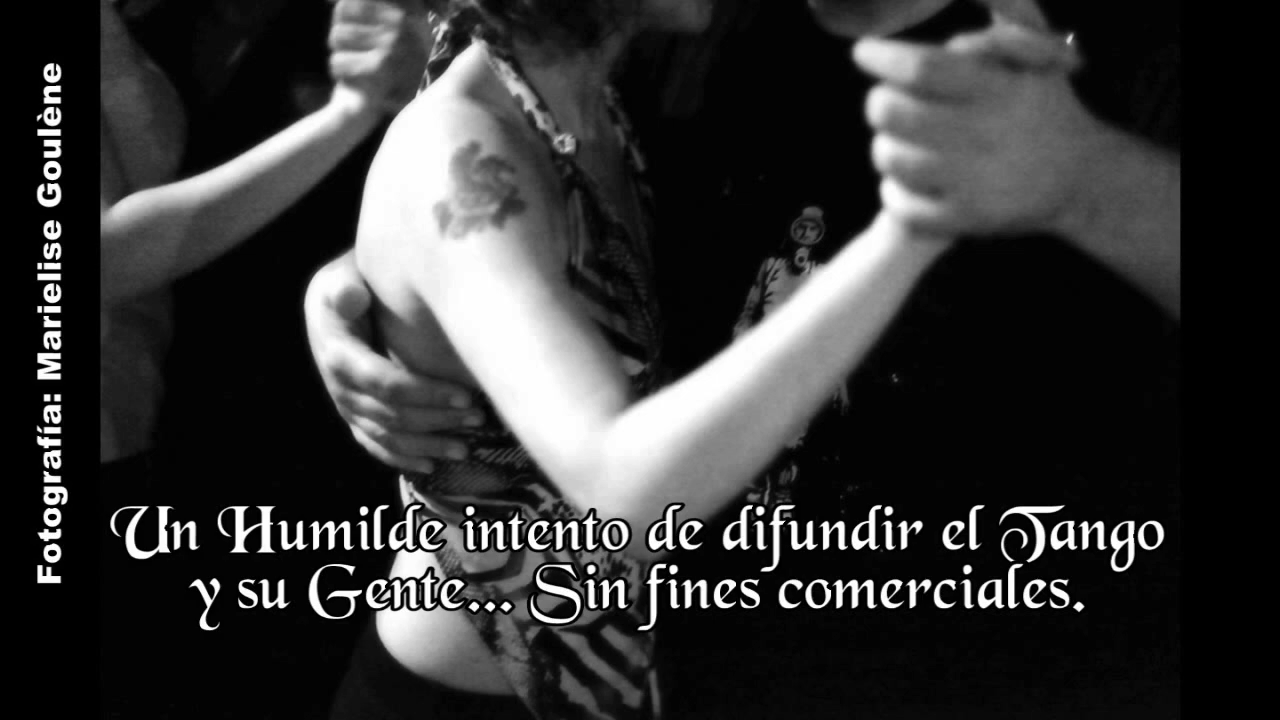 Fotografía: Marielise Goulène
Un Humilde intento de difundir el Tango
y su Gente... Sin fines comerciales.